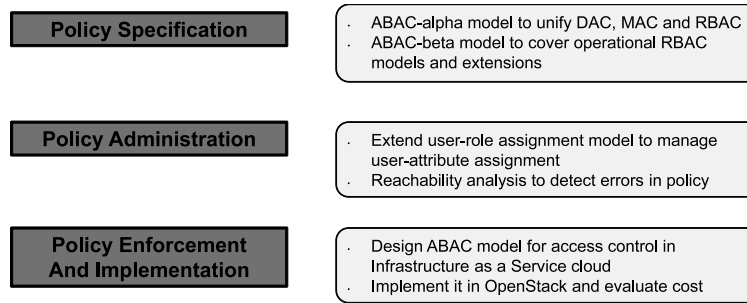 Policy Specification
· ABAC-alpha model to unify DAC, MAC and RBAC
· ABAC-beta model to cover operational RBAC
models and extensions
Policy Administration
· Extend user-role assignment model to manage
user-attribute assignment
· Reachability analysis to detect errors in policy
Policy Enforcement
And Implementation
· Design ABAC model for access control in
Infrastructure as a Service cloud
· Implement it in OpenStack and evaluate cost